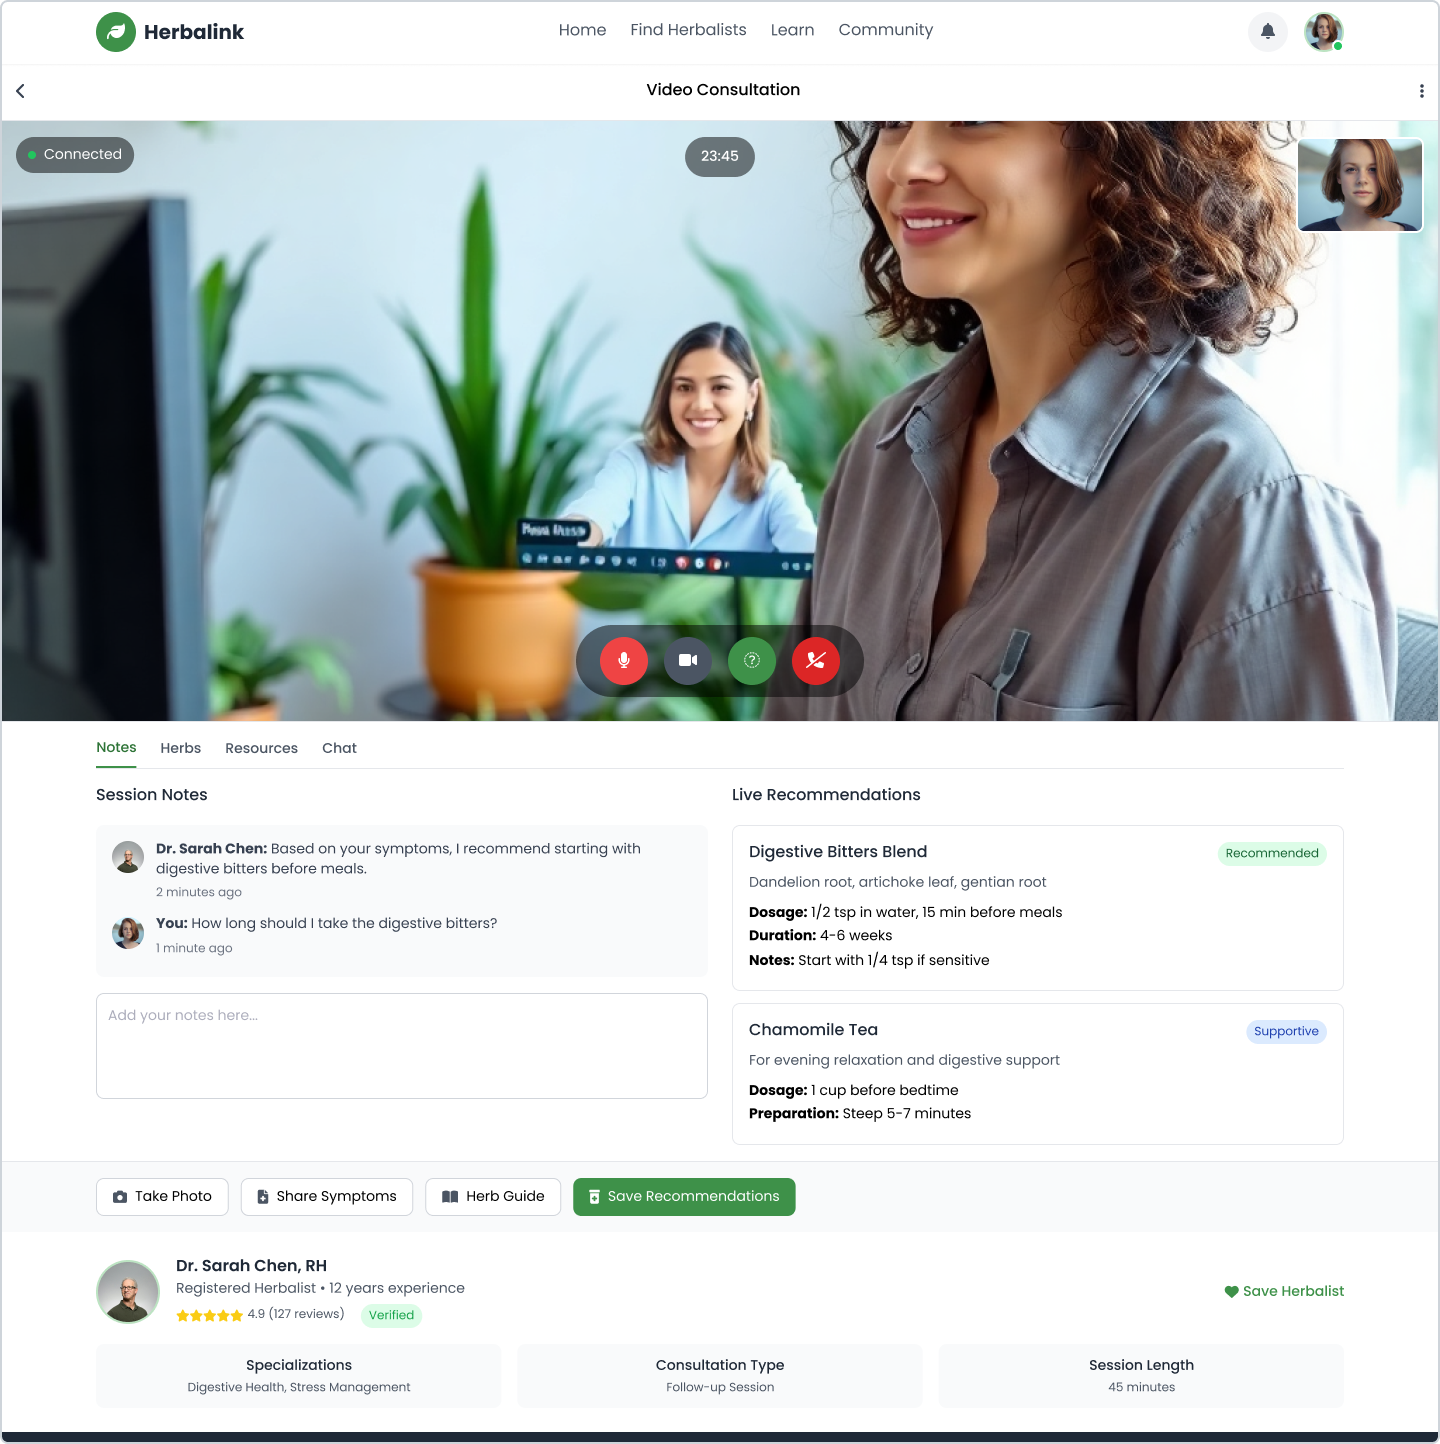 Herbalink
Home Find Herbalists Learn Community
Video Consultation
Connected
23:45
Notes Herbs Resources Chat
Session Notes
Dr. Sarah Chen: Based on your symptoms, I recommend starting with
digestive bitters before meals.
2 minutes ago
You: How long should I take the digestive bitters?
1 minute ago
Add your notes here...
Live Recommendations
Digestive Bitters Blend
Recommended
Dandelion root, artichoke leaf, gentian root
Dosage: 1/2 tsp in water, 15 min before meals
Duration: 4-6 weeks
Notes: Start with 1/4 tsp if sensitive
Chamomile Tea
Supportive
For evening relaxation and digestive support
Dosage: 1 cup before bedtime
Preparation: Steep 5-7 minutes
Take Photo Share Symptoms Herb Guide Save Recommendations
Dr. Sarah Chen, RH
Registered Herbalist • 12 years experience
4.9 (127 reviews) Verified
Save Herbalist
Specializations
Digestive Health, Stress Management
Consultation Type
Follow-up Session
Session Length
45 minutes